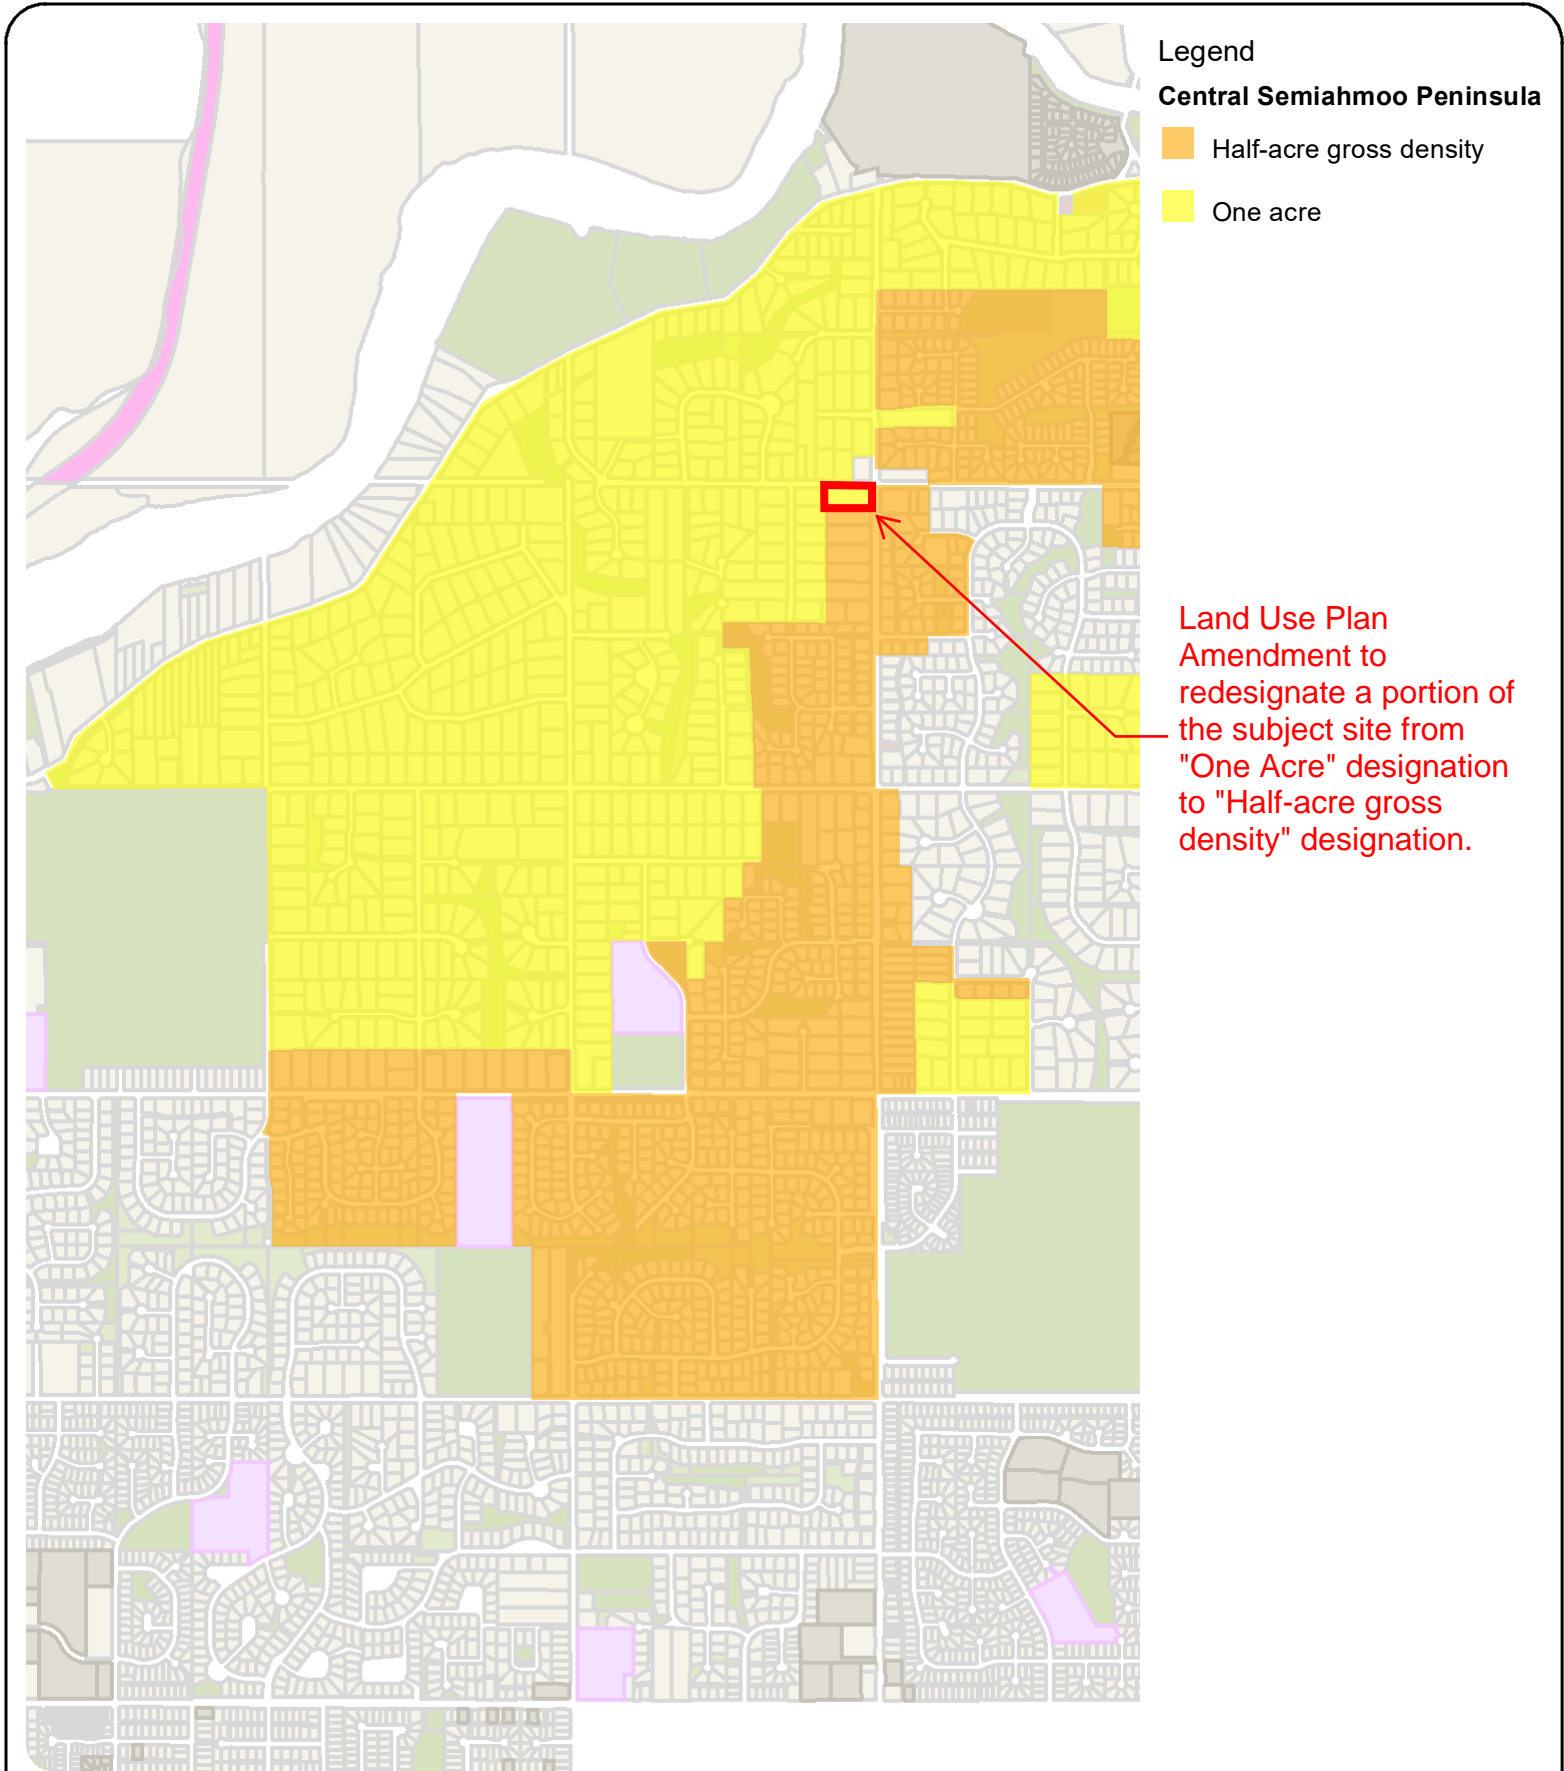 Legend
Central Semiahmoo Peninsula
Half-acre gross density
One acre
Land Use Plan
Amendment to
redesignate a portion of
the subject site from
"One Acre" designation
to "Half-acre gross
density" designation.